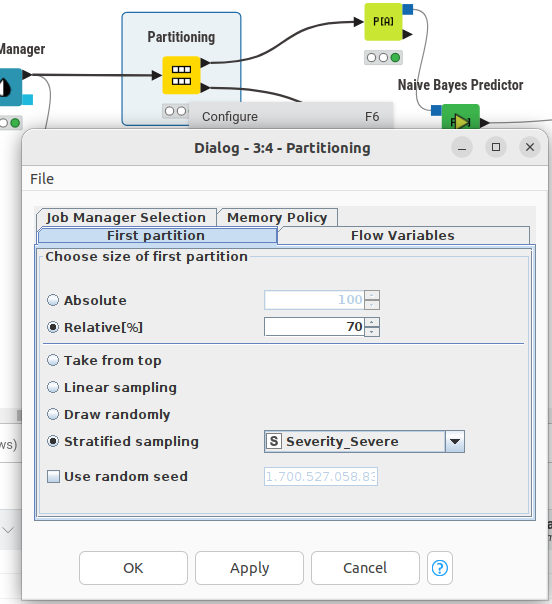 Manager
Partitioning
P[A]
Naive Bayes Predictor
Configure F6
Dialog - 3:4 - Partitioning
File
Job Manager Selection Memory Policy
First partition Flow Variables
Choose size of first partition
Absolute 100
Relative[%] 70
Take from top
Linear sampling
Draw randomly
Stratified sampling S Severity_Severe
Use random seed 1.700.527.058.83
ws)
OK Apply Cancel ?